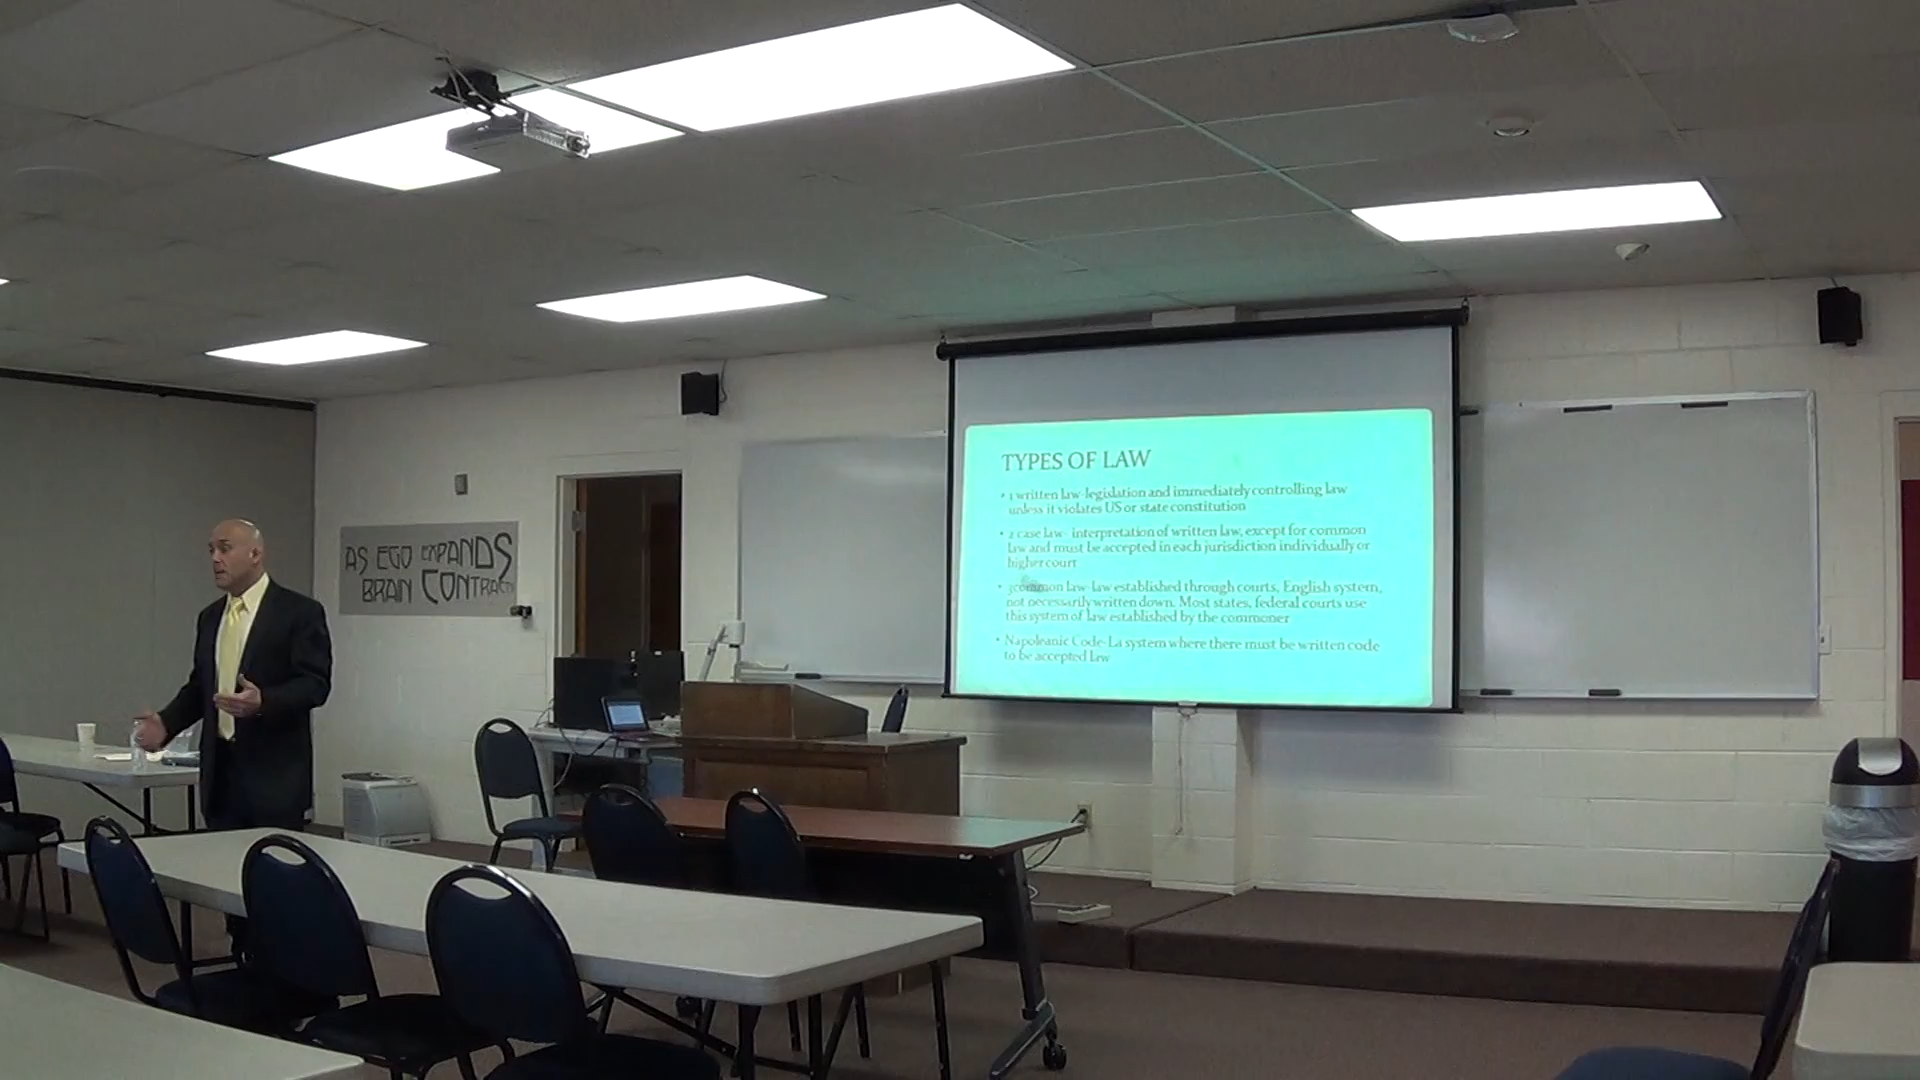 AS EGO EXPANDS
BRAIN CONTRACTS
TYPES OF LAW
• 1 written law-legislation and immediately controlling law
unless it violates US or state constitution
• 2 case law- interpretation of written law, except for common
law and must be accepted in each jurisdiction individually or
higher court
• 3common law-law established through courts, English system,
not necessarily written down. Most states, federal courts use
this system of law established by the commoner
• Napoleanic Code-La system where there must be written code
to be accepted Law